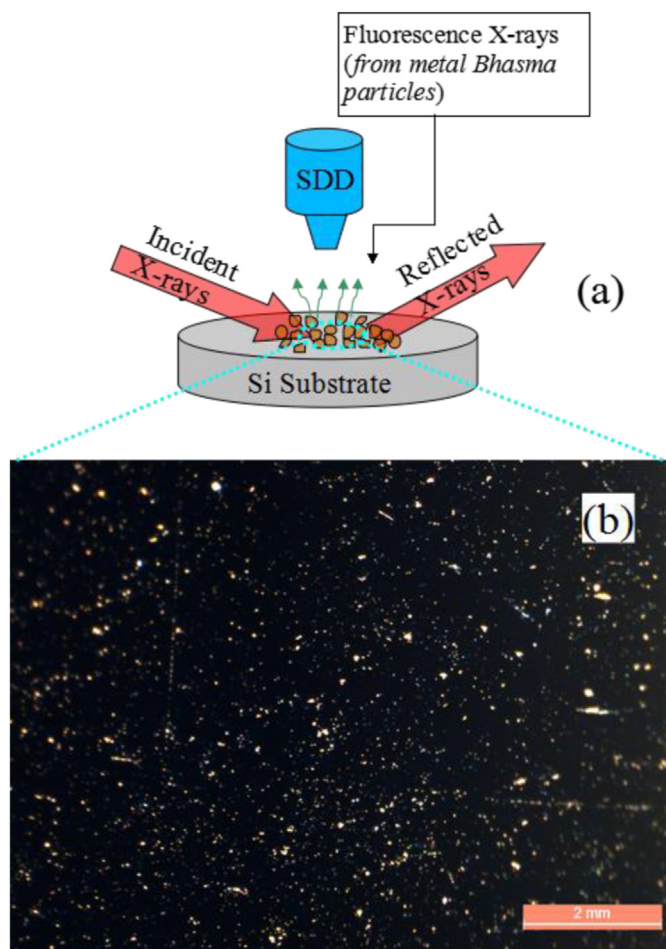 Fluorescence X-rays
(from metal Bhasma
particles)
SDD
Incident
X-rays
Reflected
X-rays
(a)
Si Substrate
(b)
2 mm